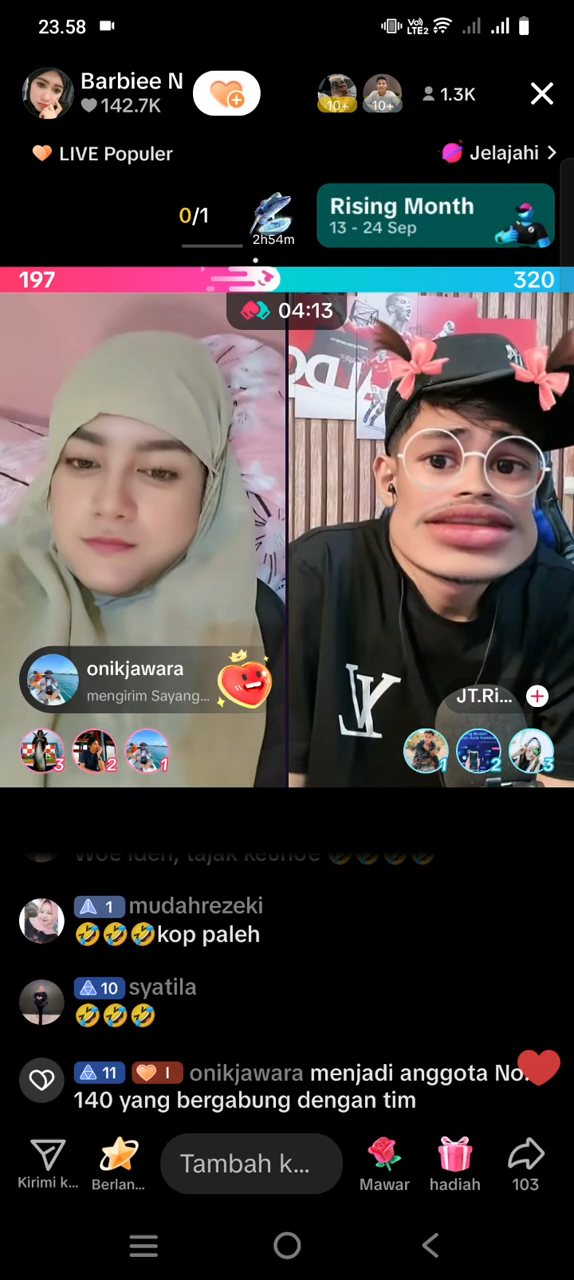 23.58
Vo))
LTE2
Barbiee N
142.7K
10+
10+
1.3K
LIVE Populer
Jelajahi >
0/1
2h54m
Rising Month
13 - 24 Sep
197
320
04:13
onikjawara
mengirim Sayang...
JT.Ri...
3
2
1
1
2
3
1 mudahrezeki
🤣🤣🤣kop paleh
10 syatila
🤣🤣🤣
11 I onikjawara menjadi anggota No.
140 yang bergabung dengan tim
Tambah k...
Kirimi k...
Berlan...
Mawar
hadiah
103